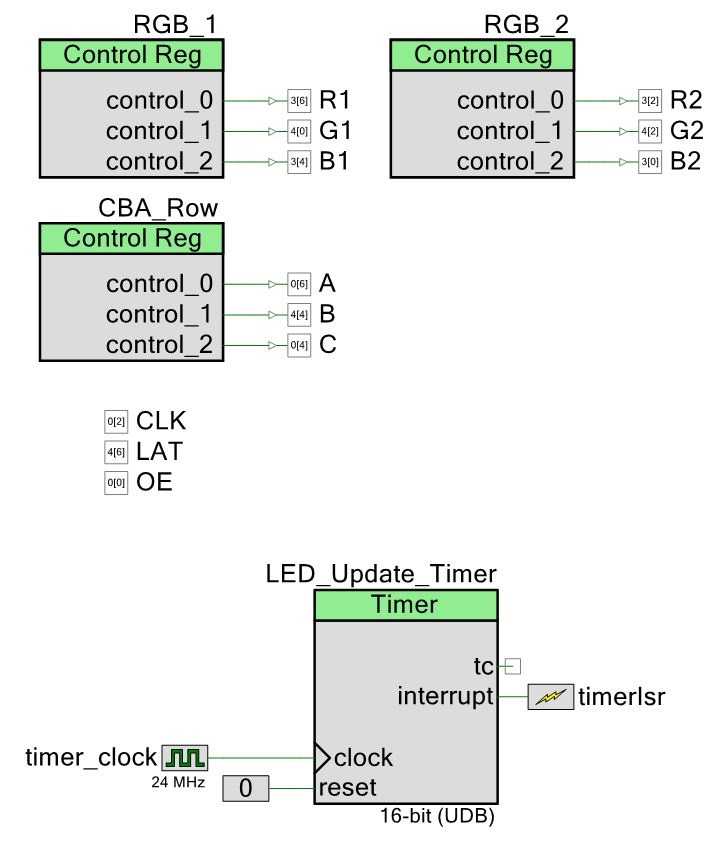 RGB_1
Control Reg
control_0 3[6] R1
control_1 4[0] G1
control_2 3[4] B1
RGB_2
Control Reg
control_0 3[2] R2
control_1 4[2] G2
control_2 3[0] B2
CBA_Row
Control Reg
control_0 0[6] A
control_1 4[4] B
control_2 0[4] C
0[2] CLK
4[6] LAT
0[0] OE
LED_Update_Timer
Timer
tc
interrupt timerIsr
timer_clock clock
24 MHz
0 reset
16-bit (UDB)